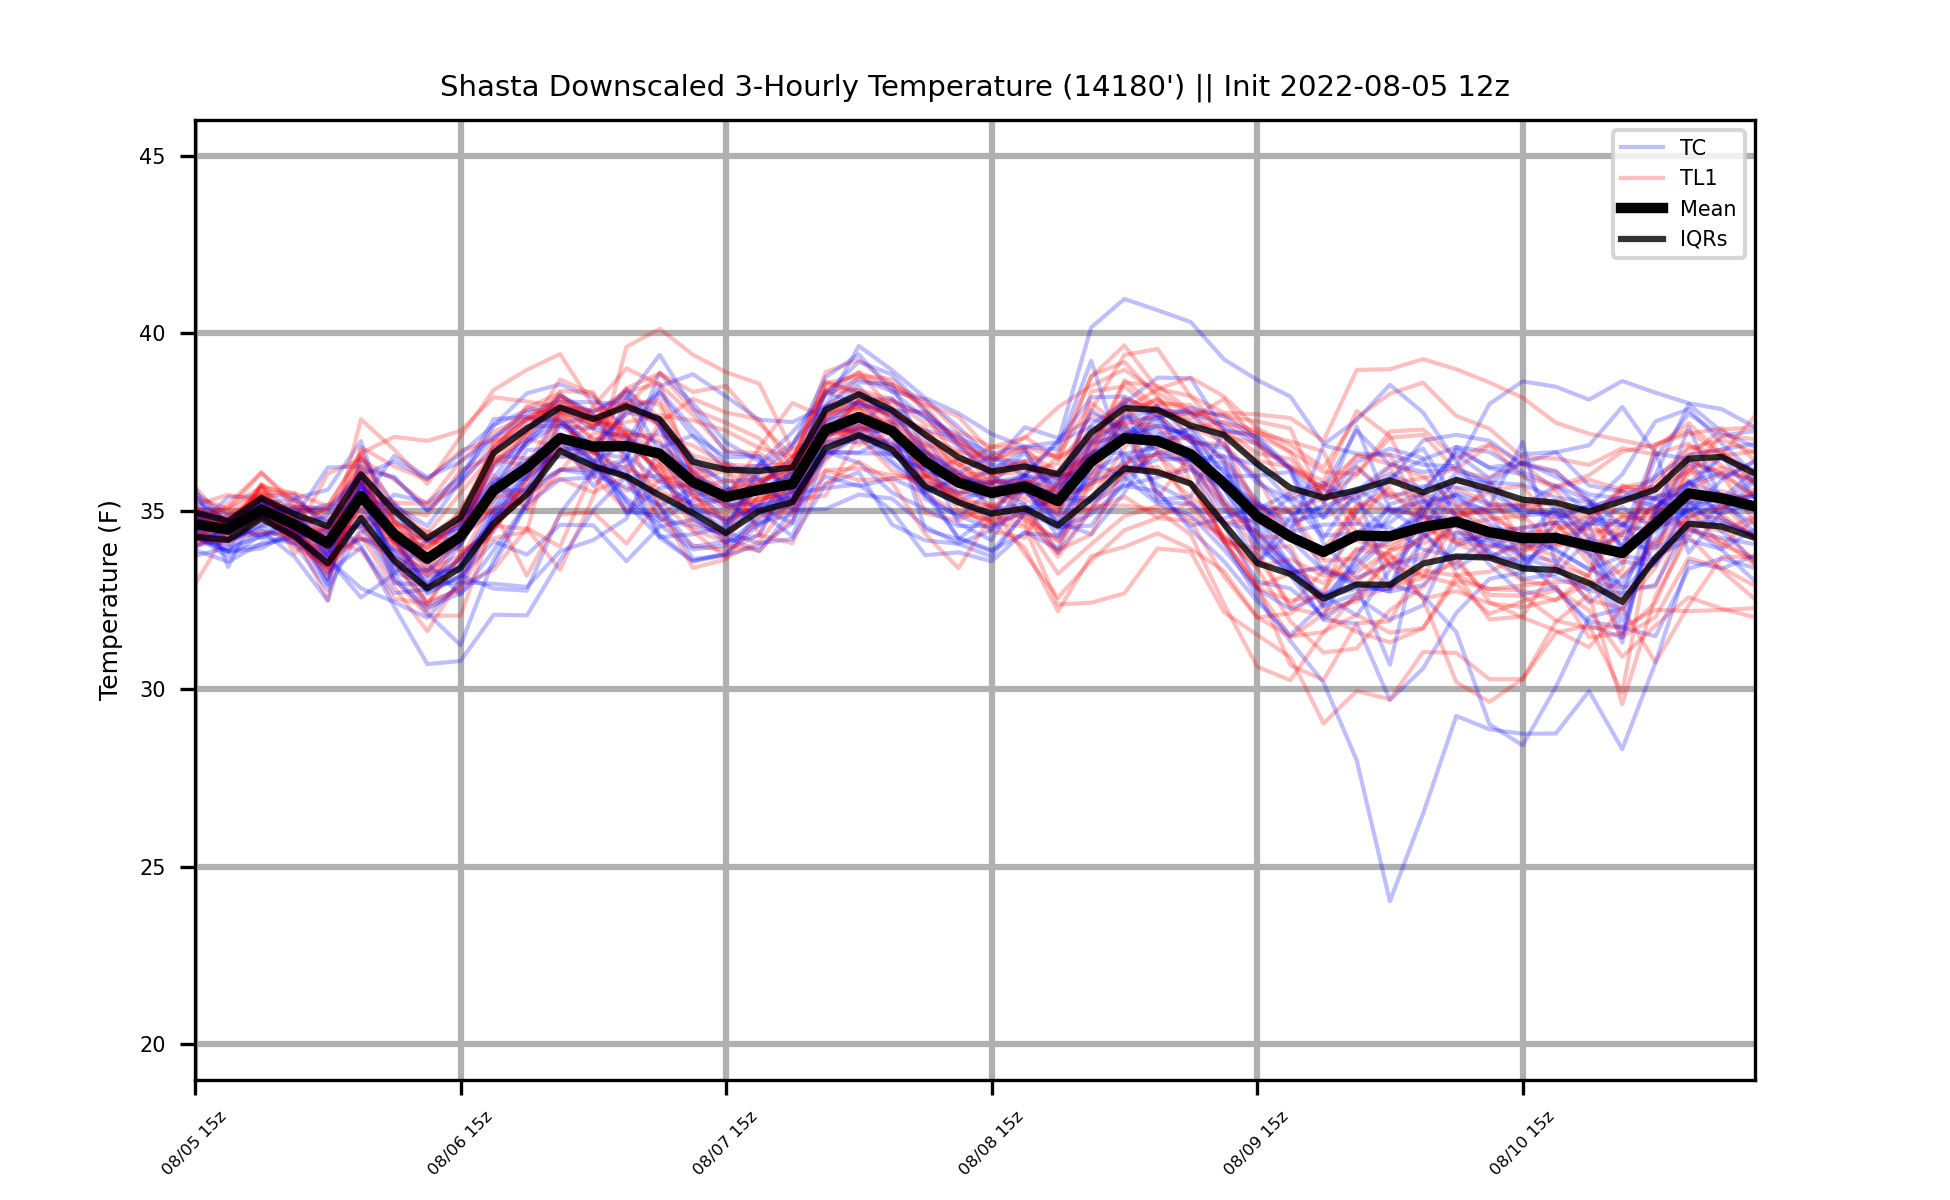 Shasta Downscaled 3-Hourly Temperature (14180') || Init 2022-08-05 12z
TC
TL1
Mean
IQRs
Temperature (F)
45
40
35
30
25
20
08/05 15z
08/06 15z
08/07 15z
08/08 15z
08/09 15z
08/10 15z